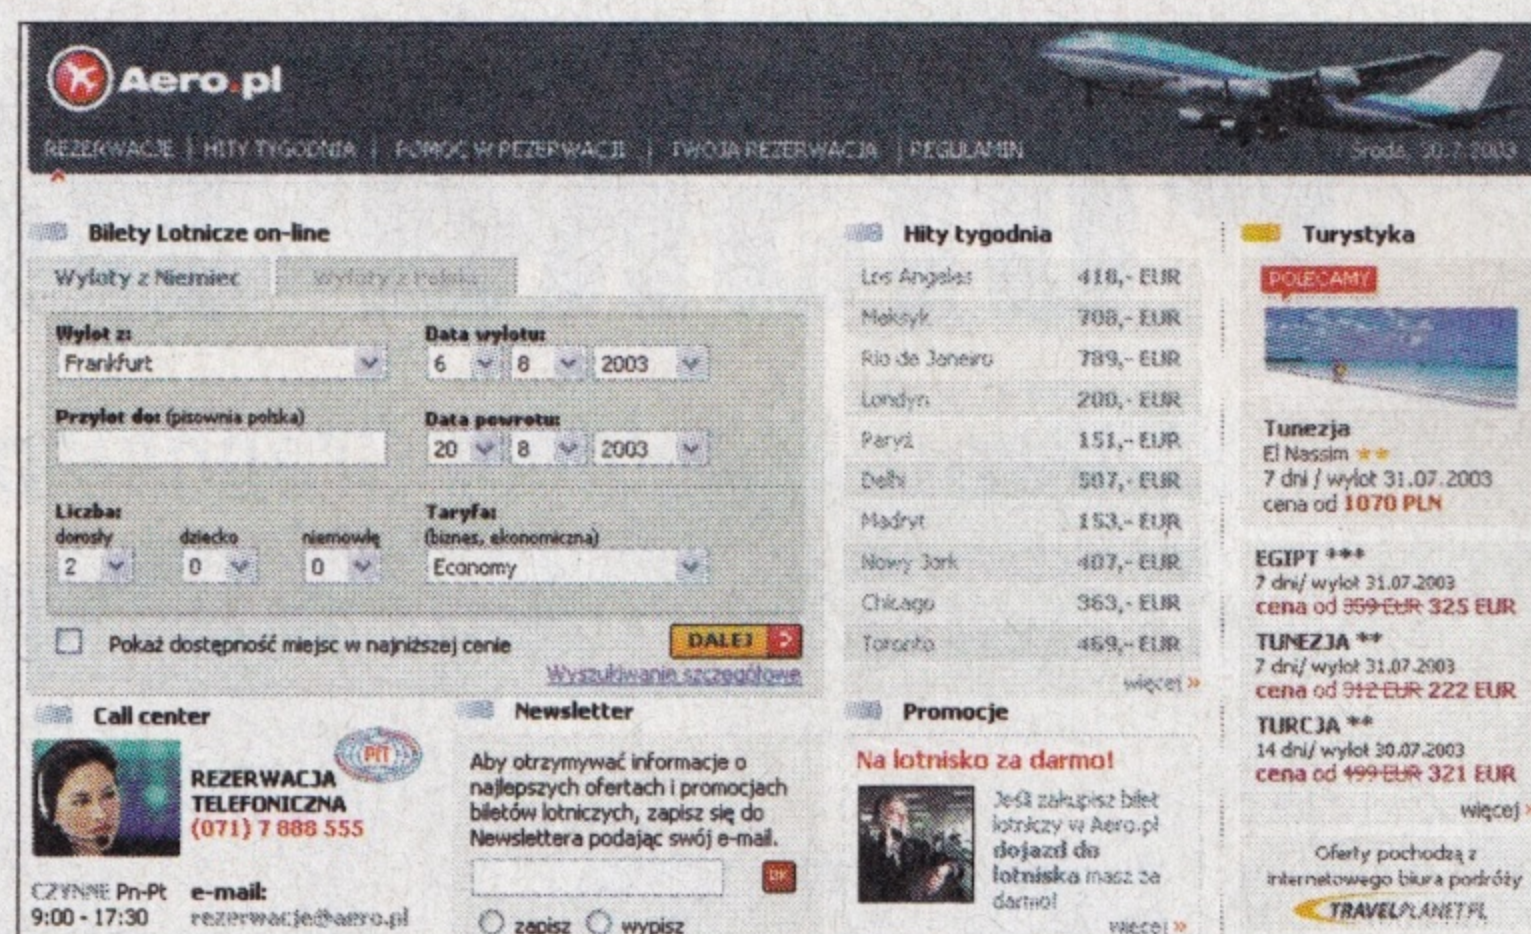 Aero.pl
REZERWACJE | HITY TYGODNIA | POMOC W REZERWACJI | TWOJA REZERWACJA | REGULAMIN
Środa, 30.7.2003
Bilety Lotnicze on-line
Wyloty z Niemiec
Wyloty z Polski
Wylot z:
Data wylotu:
Frankfurt
6 8 2003
Przylot do: (pisownia polska)
Data powrotu:
20 8 2003
Liczba:
Taryfa:
dorosły dziecko niemowlę
(biznes, ekonomiczna)
2 0 0
Economy
Pokaż dostępność miejsc w najniższej cenie
DALEJ
Wyszukiwanie szczegółowe
Hity tygodnia
Los Angeles 418,- EUR
Meksyk 708,- EUR
Rio de Janeiro 789,- EUR
Londyn 200,- EUR
Paryż 151,- EUR
Delhi 507,- EUR
Madryt 153,- EUR
Nowy Jork 407,- EUR
Chicago 363,- EUR
Toronto 469,- EUR
więcej »
Turystyka
POLECAMY
Tunezja
El Nassim **
7 dni / wylot 31.07.2003
cena od 1070 PLN
EGIPT ***
7 dni/ wylot 31.07.2003
cena od 359 EUR 325 EUR
TUNEZJA **
7 dni/ wylot 31.07.2003
cena od 312 EUR 222 EUR
TURCJA **
14 dni/ wylot 30.07.2003
cena od 499 EUR 321 EUR
więcej »
Oferty pochodzą z
internetowego biura podróży
TRAVELPLANET.PL
Call center
PIT
REZERWACJA
TELEFONICZNA
(071) 7 888 555
CZYNNE Pn-Pt
9:00 - 17:30
e-mail:
rezerwacje@aero.pl
Newsletter
Aby otrzymywać informacje o
najlepszych ofertach i promocjach
biletów lotniczych, zapisz się do
Newslettera podając swój e-mail.
OK
zapisz wypisz
Promocje
Na lotnisko za darmo!
Jeśli zakupisz bilet
lotniczy w Aero.pl
dojazd do
lotniska masz za
darmo!
więcej »